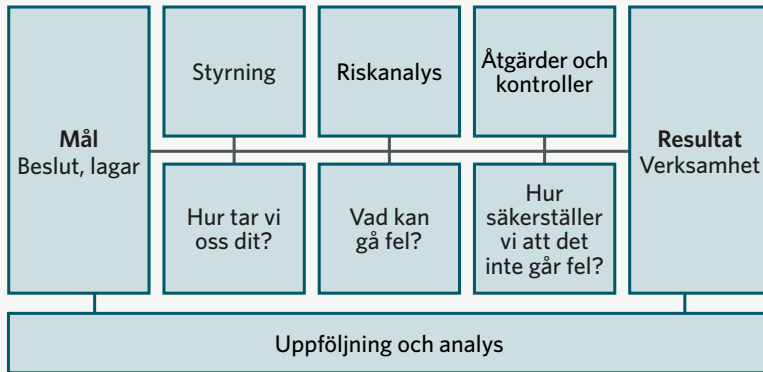 Mål
Beslut, lagar
Styrning
Hur tar vi
oss dit?
Riskanalys
Vad kan
gå fel?
Åtgärder och
kontroller
Hur
säkerställer
vi att det
inte går fel?
Resultat
Verksamhet
Uppföljning och analys